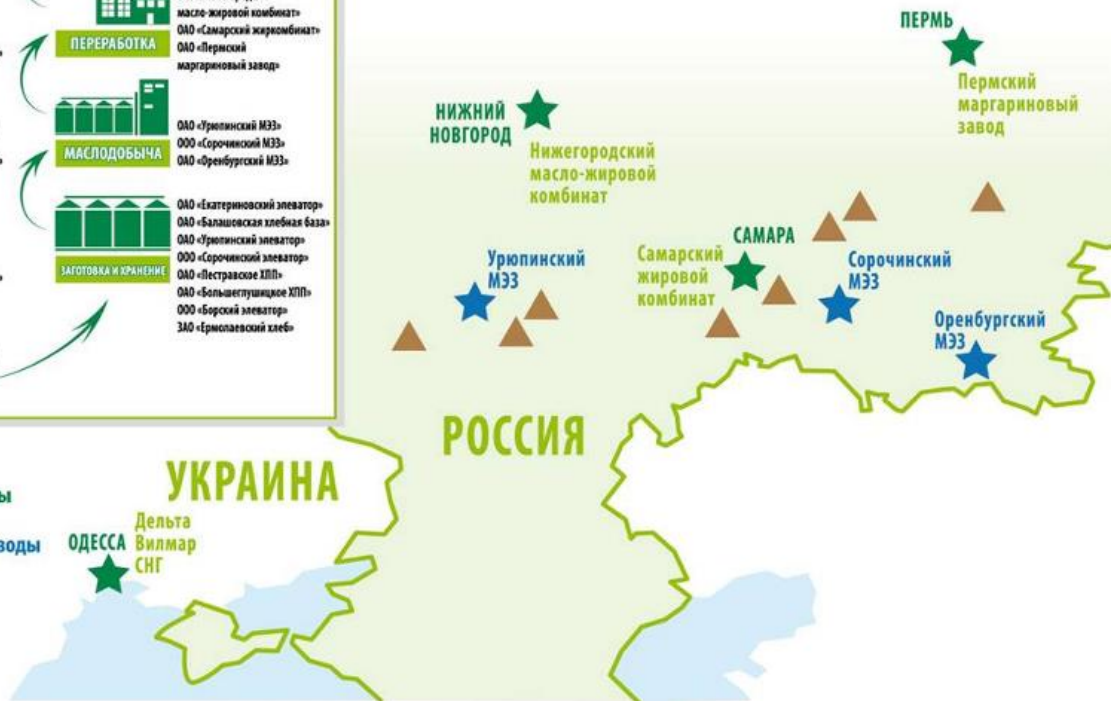 масло-жировой комбинат»
ОАО «Самарский жиркомбинат»
ОАО «Пермский
маргариновый завод»
ПЕРЕРАБОТКА
ОАО «Урюпинский МЭЗ»
ООО «Сорочинский МЭЗ»
ОАО «Оренбургский МЭЗ»
МАСЛОДОБЫЧА
ОАО «Екатериновский элеватор»
ОАО «Балашовская хлебная база»
ОАО «Урюпинский элеватор»
ООО «Сорочинский элеватор»
ОАО «Пестравское ХПП»
ОАО «Большеглушицкое ХПП»
ООО «Борский элеватор»
ЗАО «Ермолаевский хлеб»
ЗАГОТОВКА И ХРАНЕНИЕ
ПЕРМЬ
Пермский
маргариновый
завод
НИЖНИЙ
НОВГОРОД
Нижегородский
масло-жировой
комбинат
САМАРА
Самарский
жировой
комбинат
Урюпинский
МЭЗ
Сорочинский
МЭЗ
Оренбургский
МЭЗ
РОССИЯ
УКРАИНА
ОДЕССА
Дельта
Вилмар
СНГ